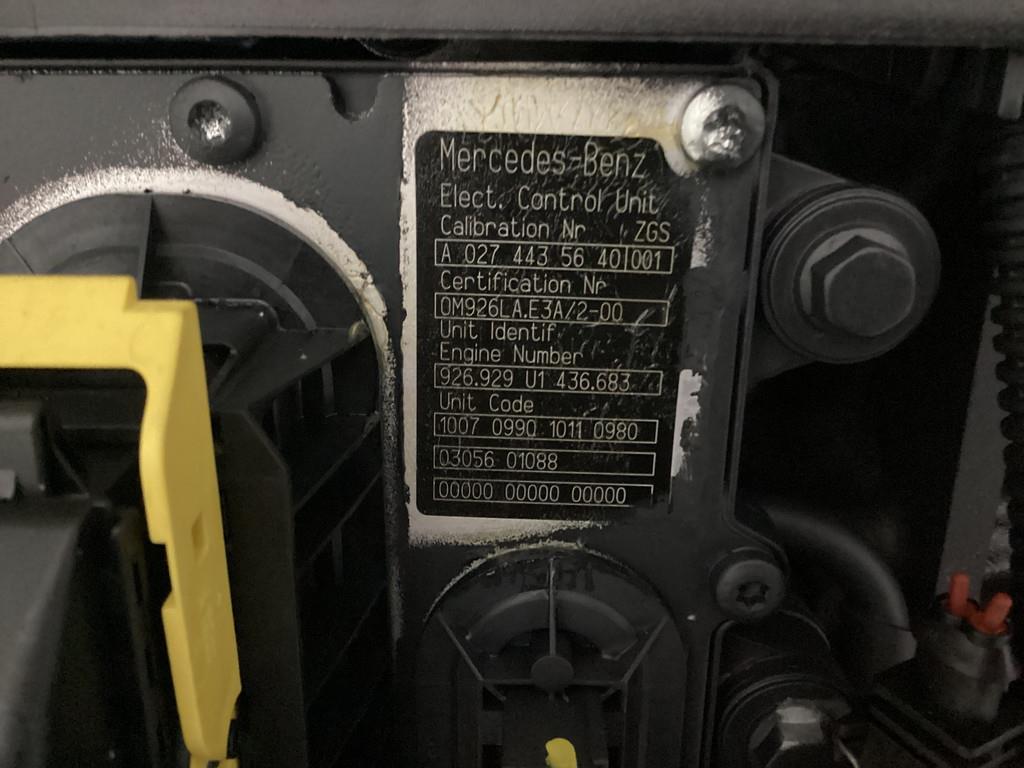 Mercedes-Benz
Elect. Control Unit
Calibration Nr ZGS
A 027 443 56 40 001
Certification Nr
OM926LA.E3A/2-00
Unit Identif
Engine Number
926.929 U1 436.683
Unit Code
1007 0990 1011 0980
03056 01088
00000 00000 00000